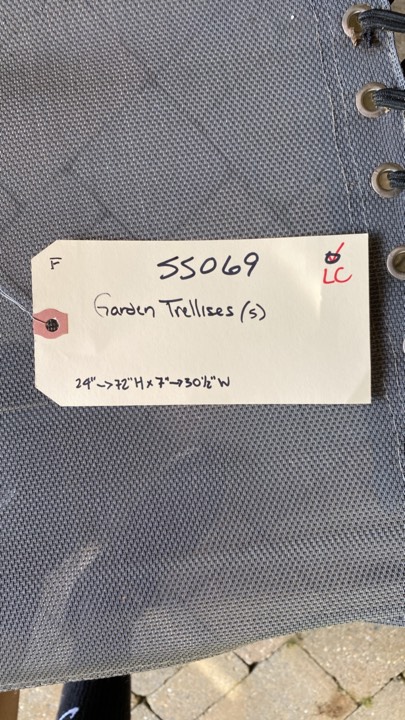 F
SS069
LC
Garden Trellises (s)
24"->72"H x 7"->30½"W